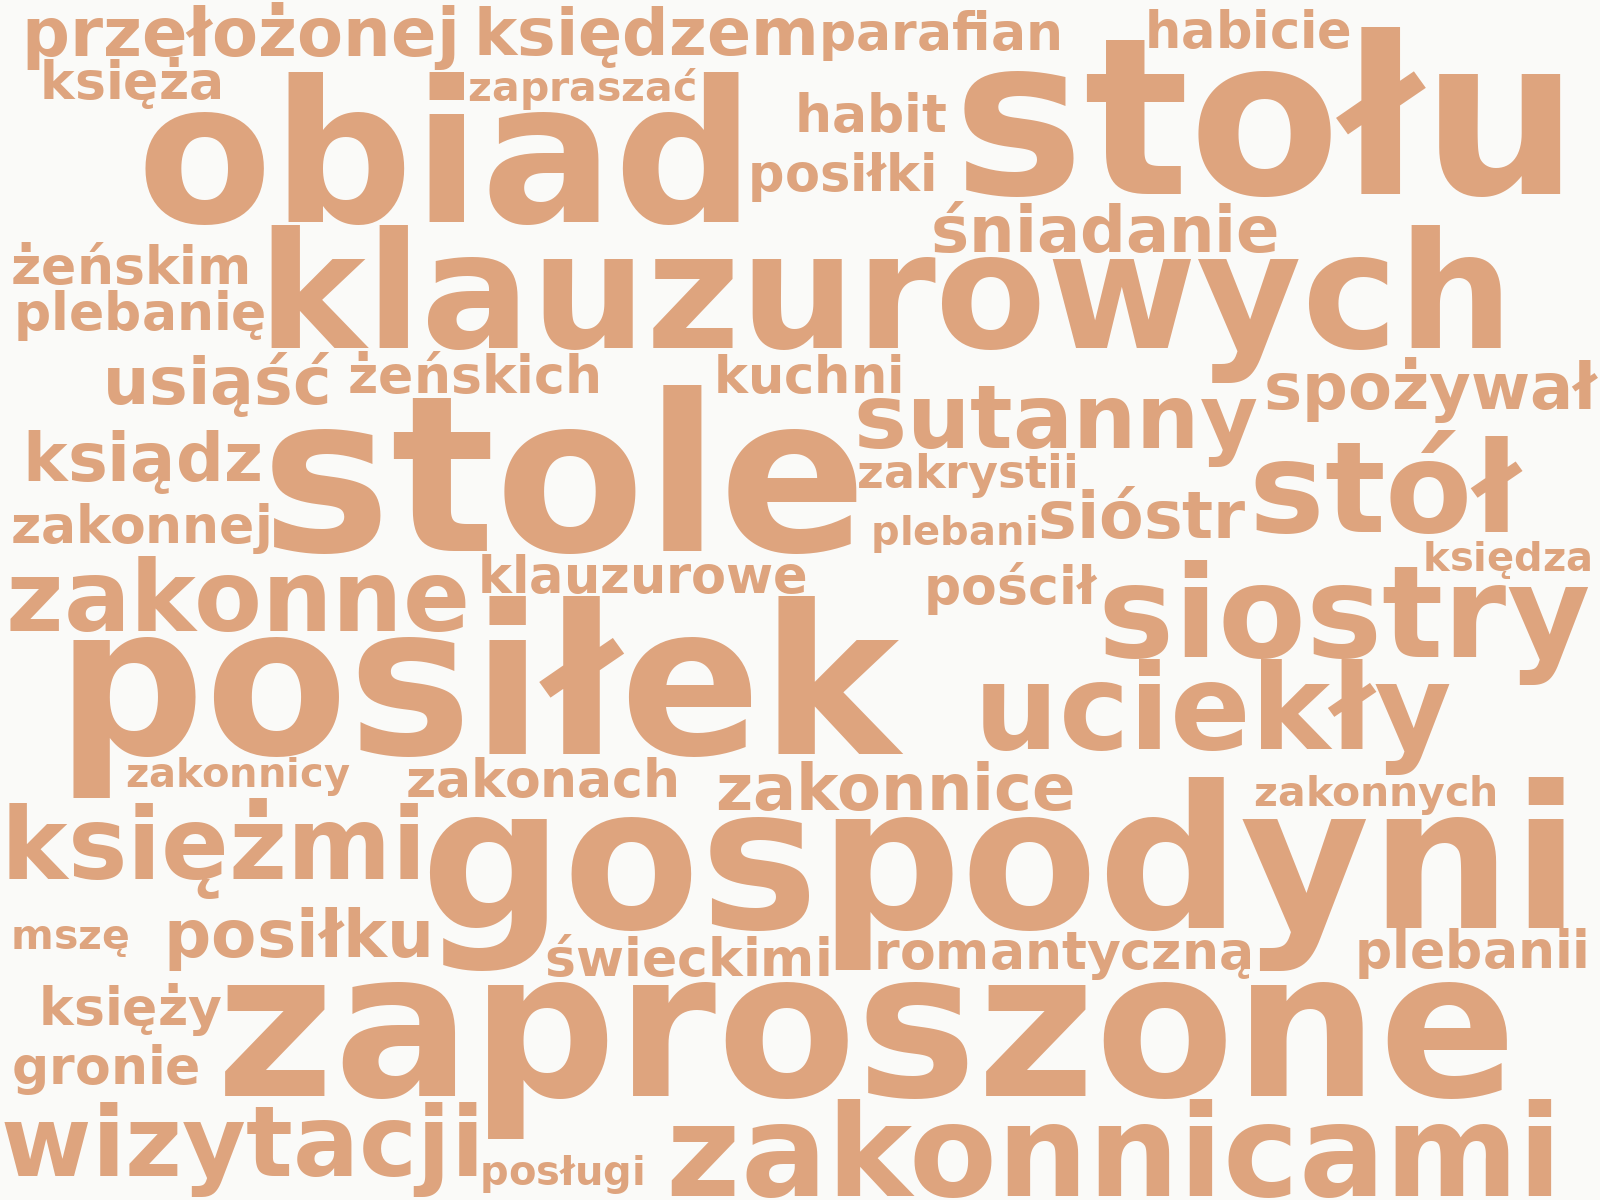 przełożonej księdzem parafian habicie
księża zapraszać habit stołu
obiad posiłki
śniadanie
żeńskim klauzurowych
plebanię
usiąść żeńskich kuchni spożywał
sutanny
ksiądz stole zakrystii stół
zakonnej plebani sióstr
księdza
zakonne klauzurowe pościł siostry
posiłek uciekły
zakonnicy zakonach zakonnice zakonnych
księżmi gospodyni
mszę posiłku świeckimi romantyczną plebanii
księży zaproszone
gronie
wizytacji posługi zakonnicami